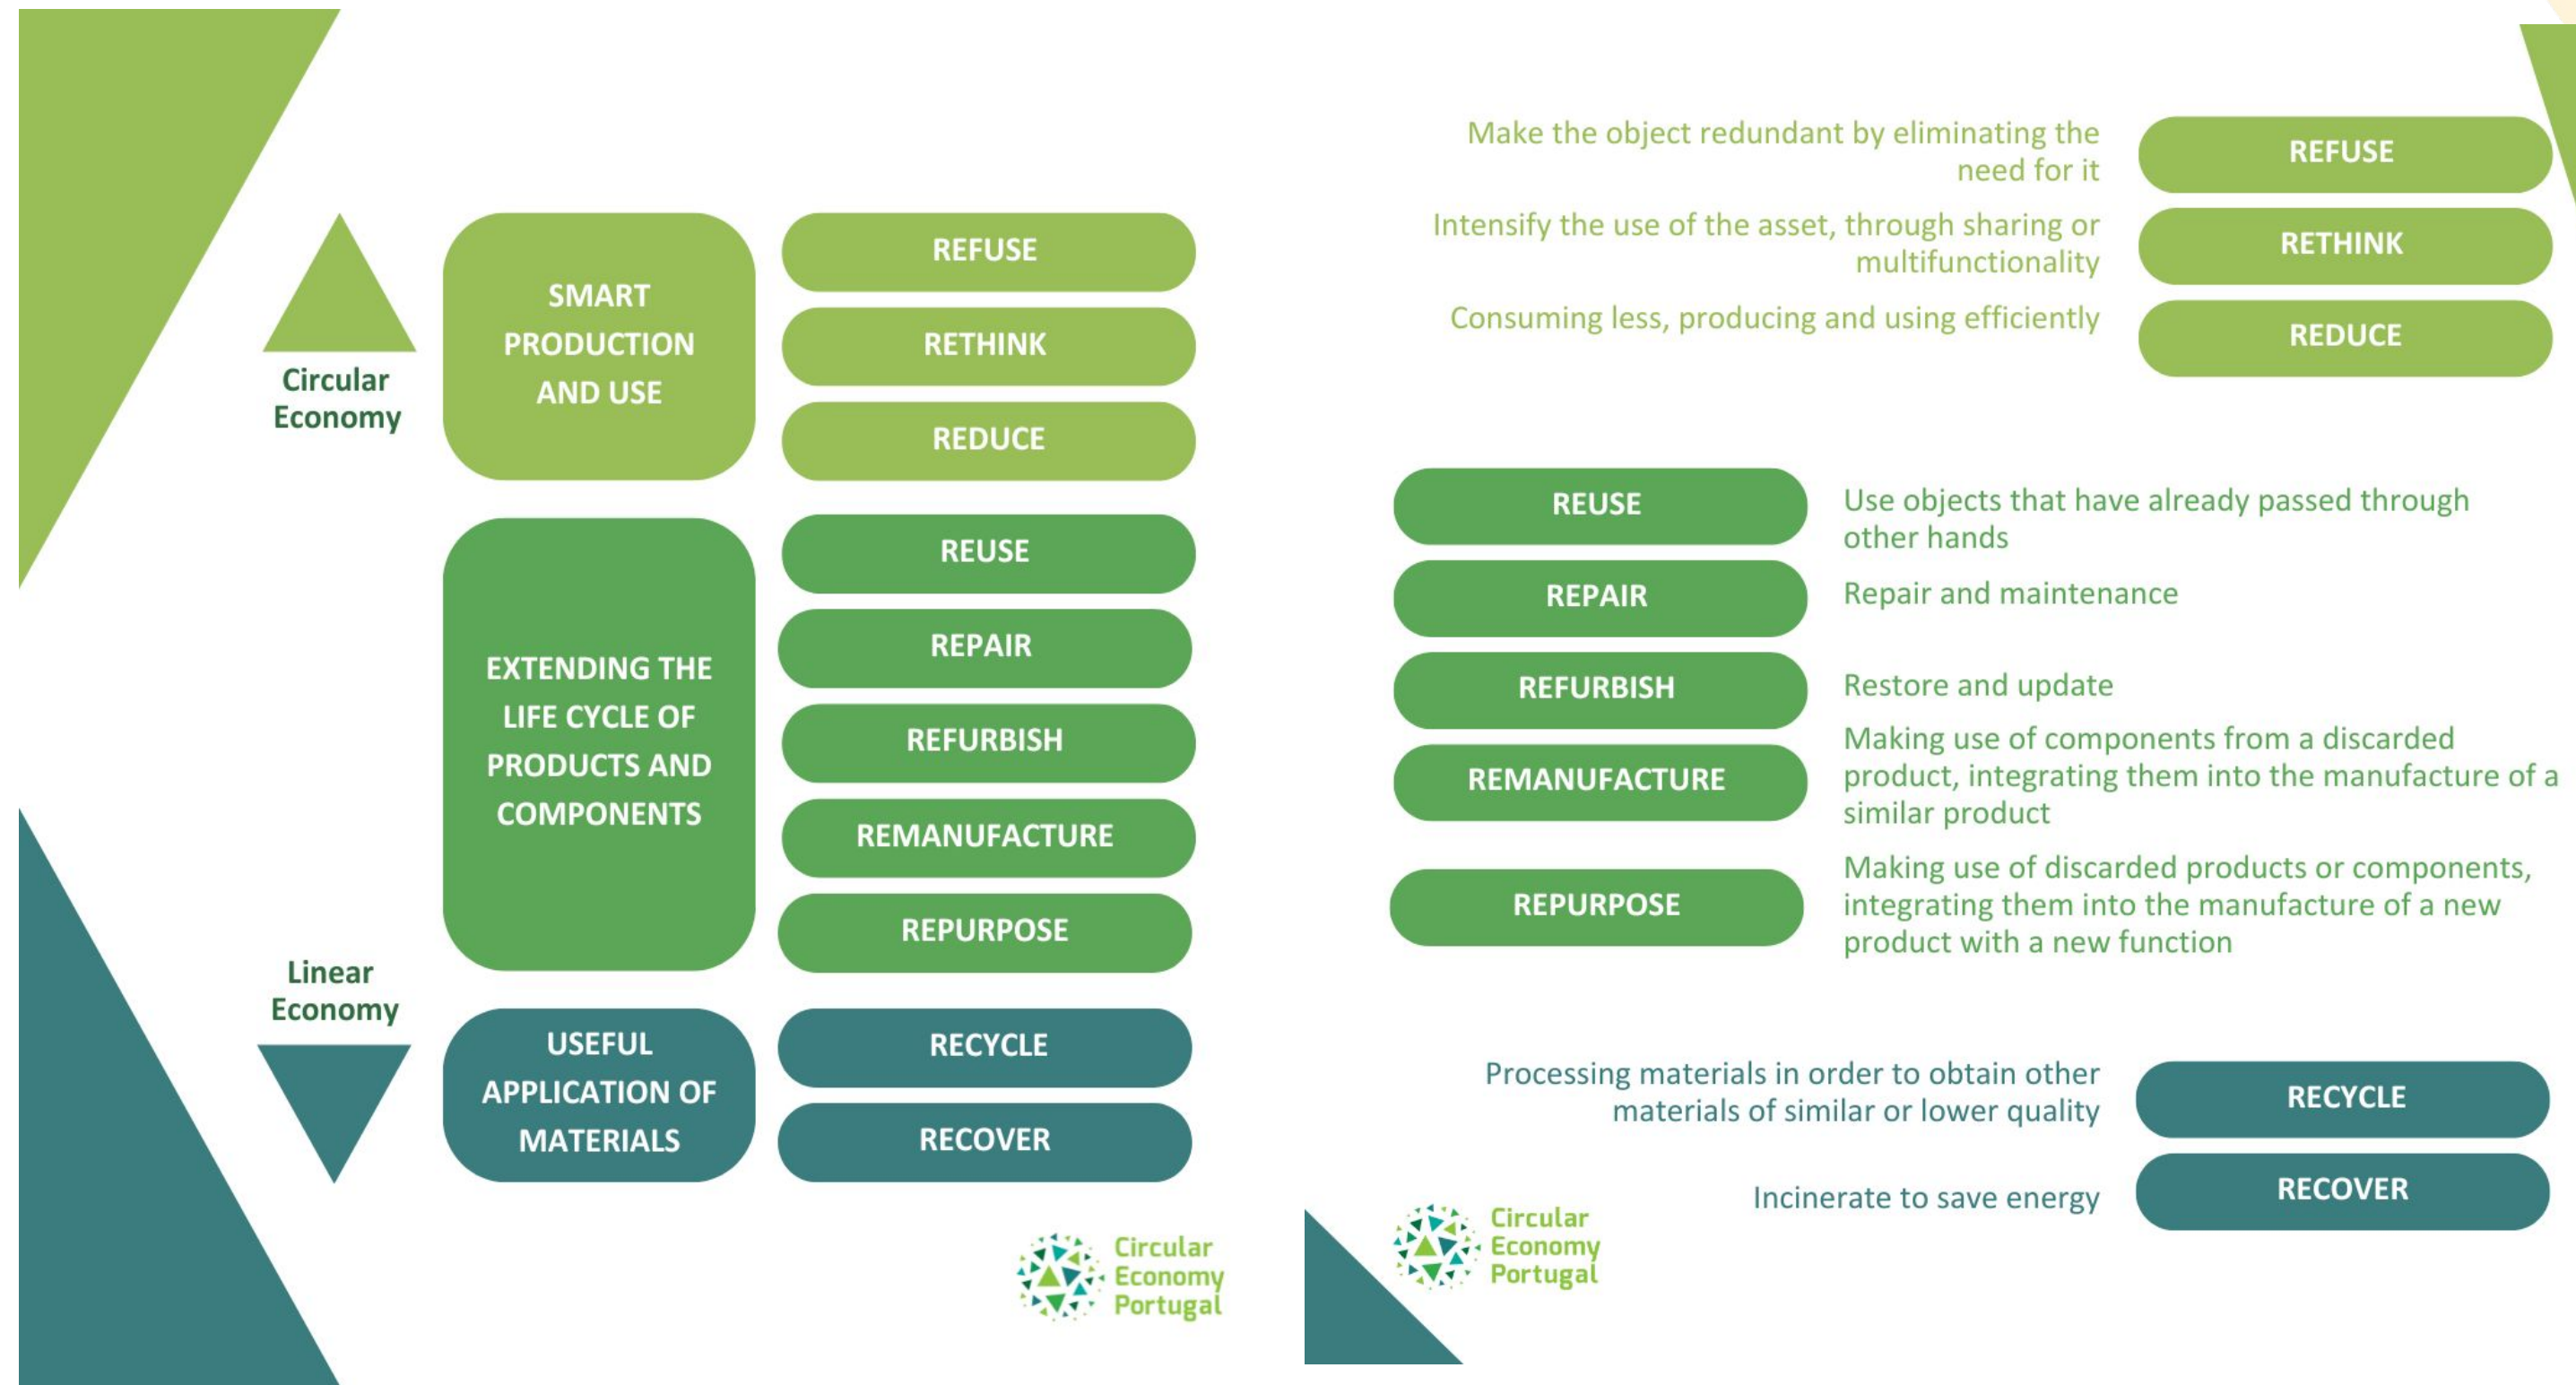 Circular
Economy
SMART
PRODUCTION
AND USE
REFUSE
RETHINK
REDUCE
EXTENDING THE
LIFE CYCLE OF
PRODUCTS AND
COMPONENTS
REUSE
REPAIR
REFURBISH
REMANUFACTURE
REPURPOSE
Linear
Economy
USEFUL
APPLICATION OF
MATERIALS
RECYCLE
RECOVER
Circular
Economy
Portugal
Make the object redundant by eliminating the
need for it
REFUSE
Intensify the use of the asset, through sharing or
multifunctionality
RETHINK
Consuming less, producing and using efficiently
REDUCE
REUSE
Use objects that have already passed through
other hands
REPAIR
Repair and maintenance
REFURBISH
Restore and update
REMANUFACTURE
Making use of components from a discarded
product, integrating them into the manufacture of a
similar product
REPURPOSE
Making use of discarded products or components,
integrating them into the manufacture of a new
product with a new function
Processing materials in order to obtain other
materials of similar or lower quality
RECYCLE
Incinerate to save energy
RECOVER
Circular
Economy
Portugal